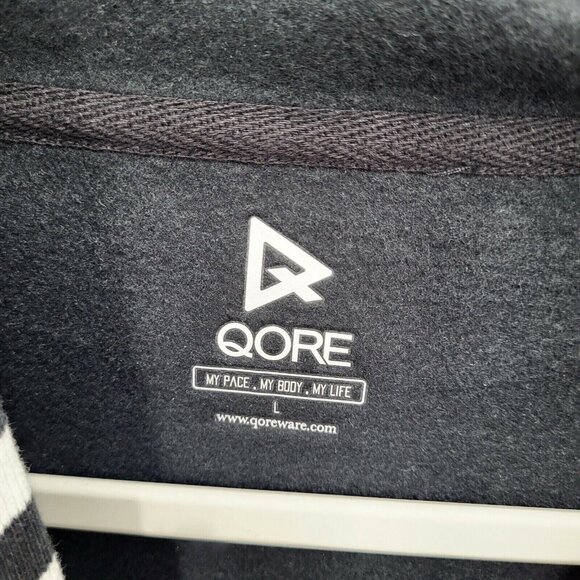 QORE
MY PACE . MY BODY . MY LIFE
L
www.qoreware.com